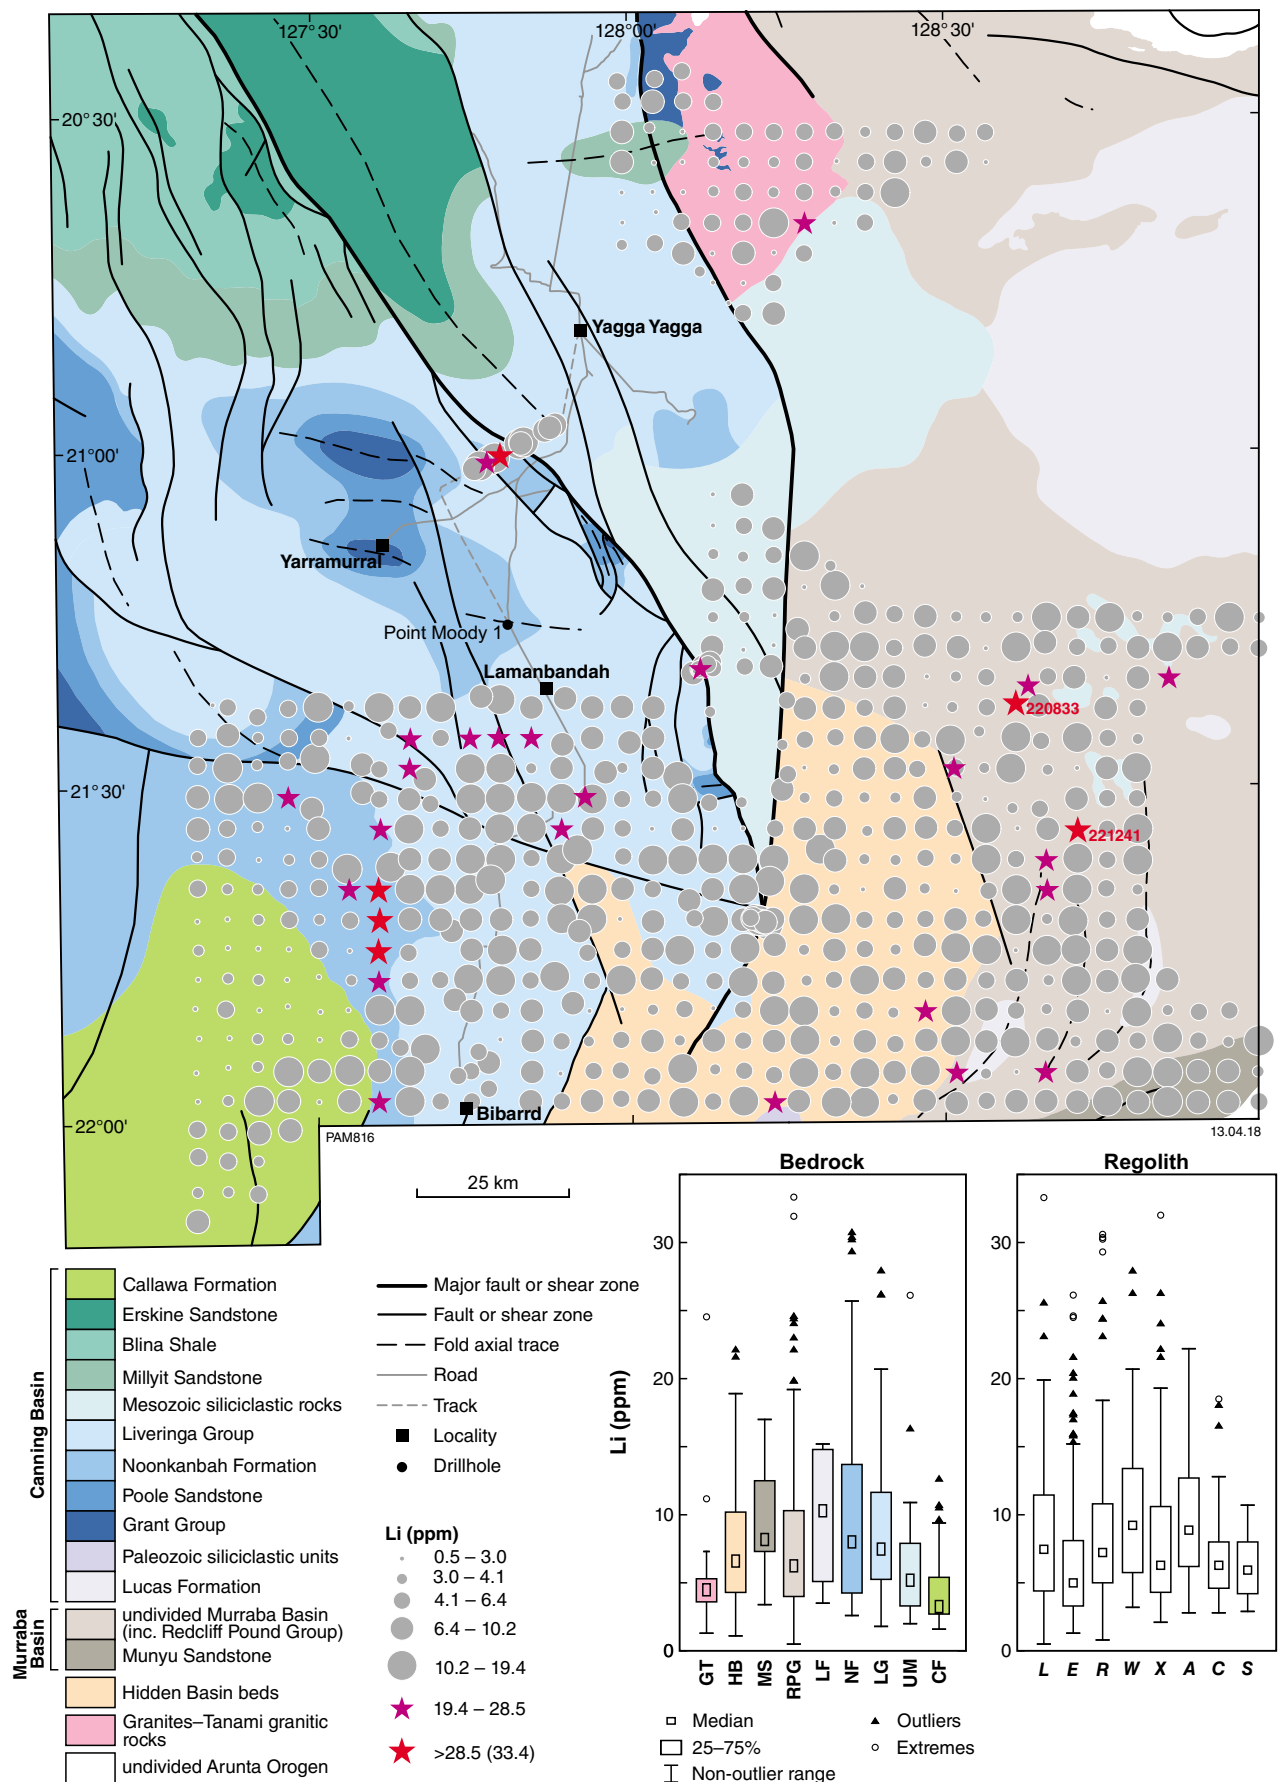 127°30'
128°00'
128°30'
20°30'
Yagga Yagga
21°00'
Yarramurral
Point Moody 1
Lamanbandah
220833
21°30'
221241
Bibarrd
22°00'
PAM816
13.04.18
25 km
Canning Basin
Callawa Formation
Erskine Sandstone
Blina Shale
Millyit Sandstone
Mesozoic siliciclastic rocks
Liveringa Group
Noonkanbah Formation
Poole Sandstone
Grant Group
Paleozoic siliciclastic units
Lucas Formation
Murraba
Basin
undivided Murraba Basin
(inc. Redcliff Pound Group)
Munyu Sandstone
Hidden Basin beds
Granites–Tanami granitic
rocks
undivided Arunta Orogen
Major fault or shear zone
Fault or shear zone
Fold axial trace
Road
Track
Locality
Drillhole
Li (ppm)
0.5 – 3.0
3.0 – 4.1
4.1 – 6.4
6.4 – 10.2
10.2 – 19.4
19.4 – 28.5
>28.5 (33.4)
Bedrock
Li (ppm)
30
20
10
0
GT HB MS RPG LF NF LG UM CF
Regolith
30
20
10
0
L E R W X A C S
Median
25–75%
Non-outlier range
Outliers
Extremes